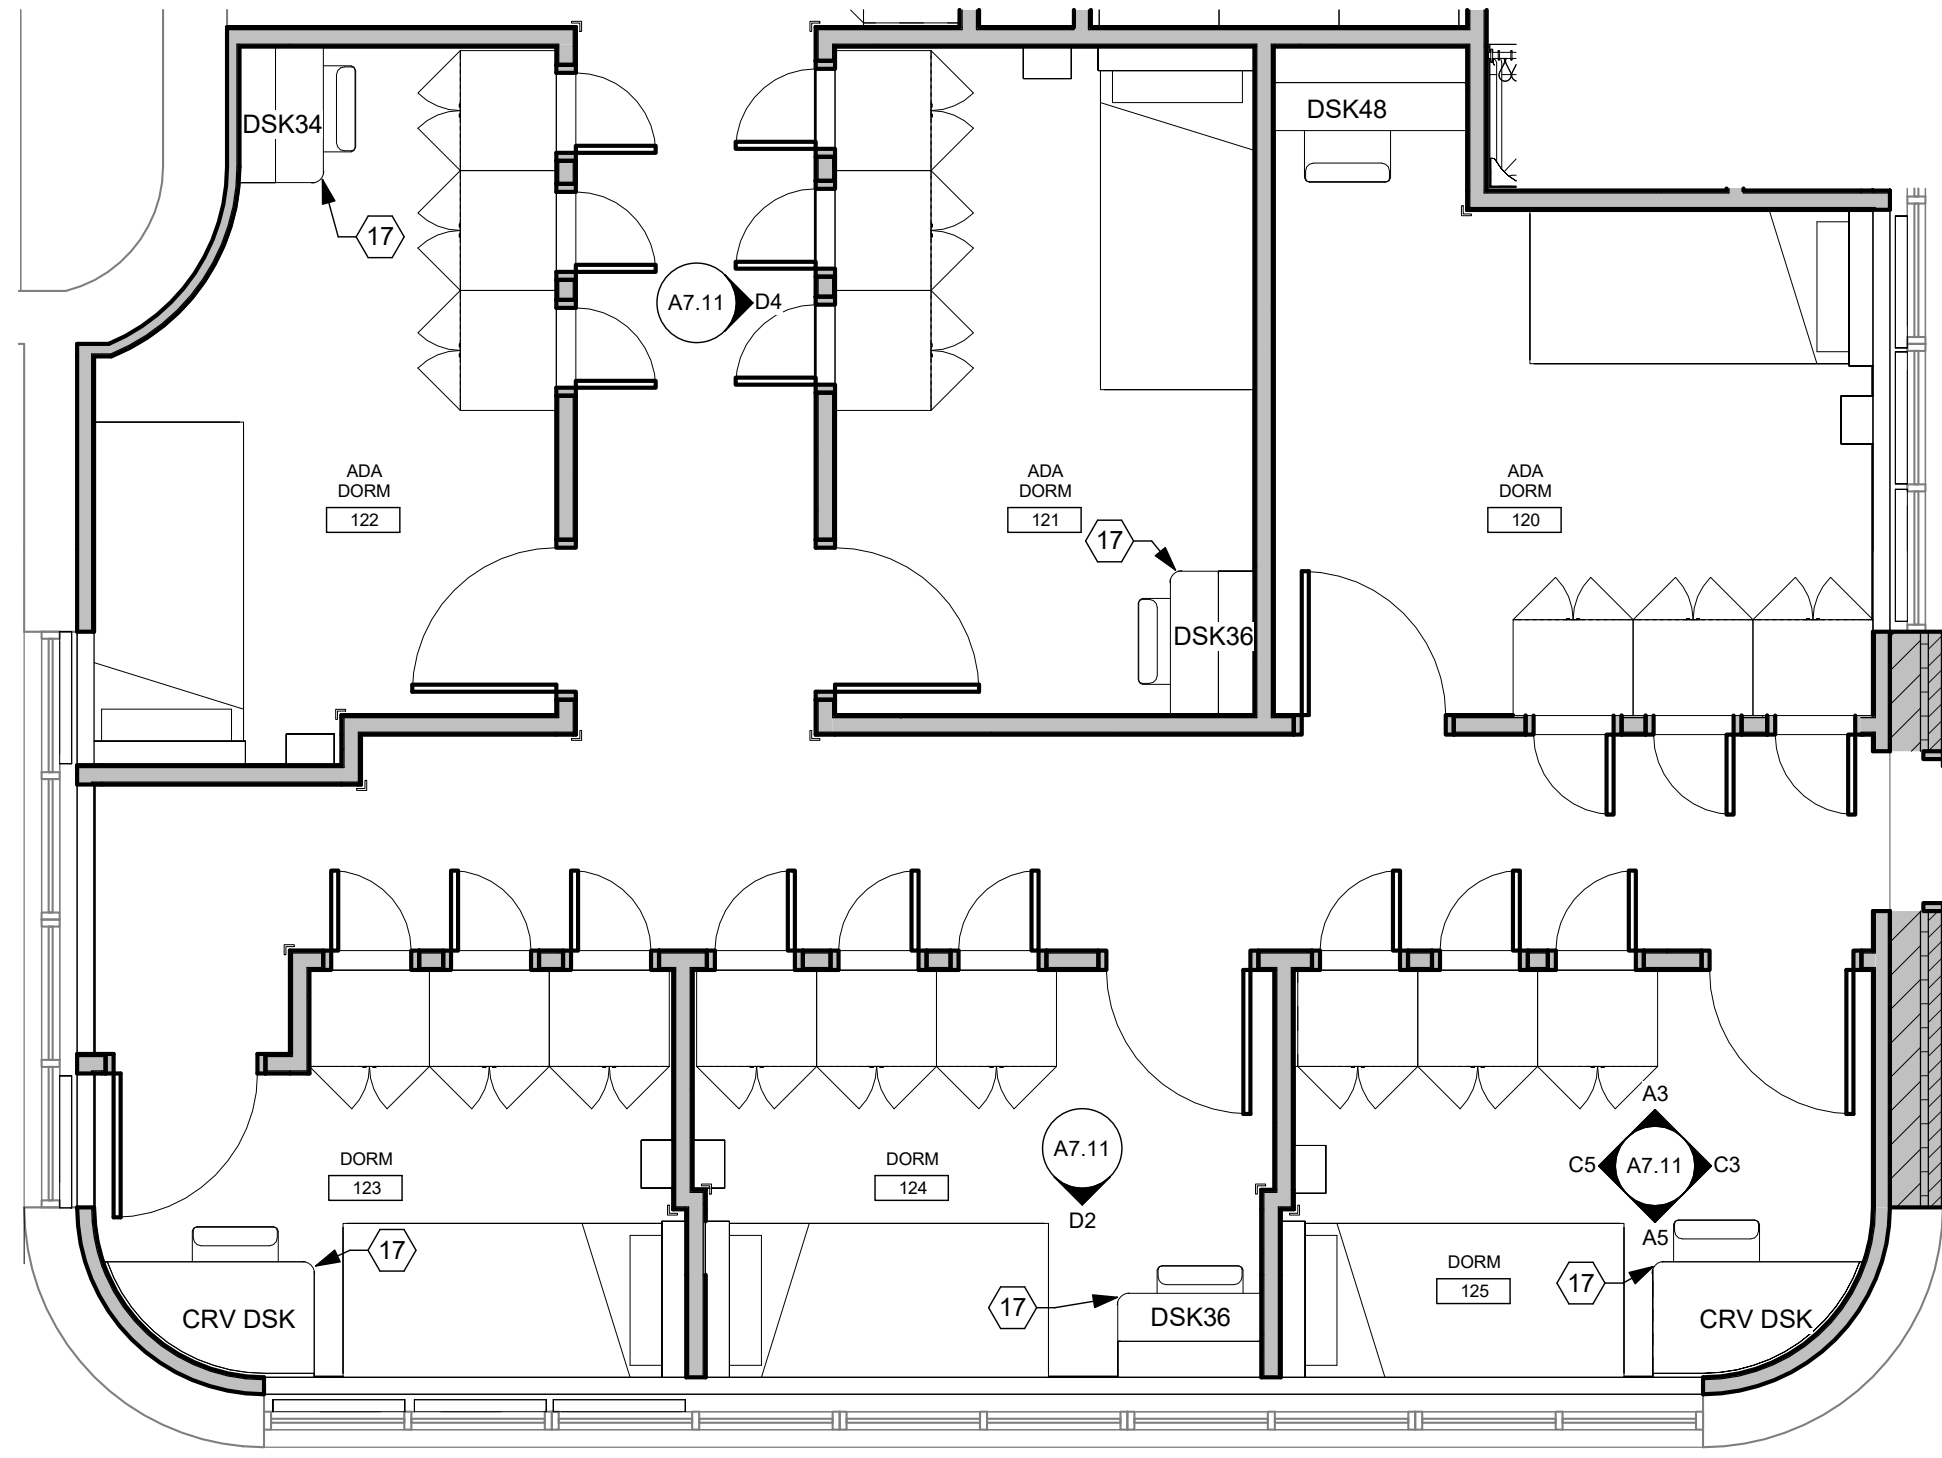 DSK34
DSK48
17
A7.11
D4
ADA
DORM
122
ADA
DORM
121
ADA
DORM
120
17
DSK36
A3
DORM
123
DORM
124
A7.11
D2
C5
A7.11
C3
A5
17
DORM
125
17
17
CRV DSK
DSK36
CRV DSK